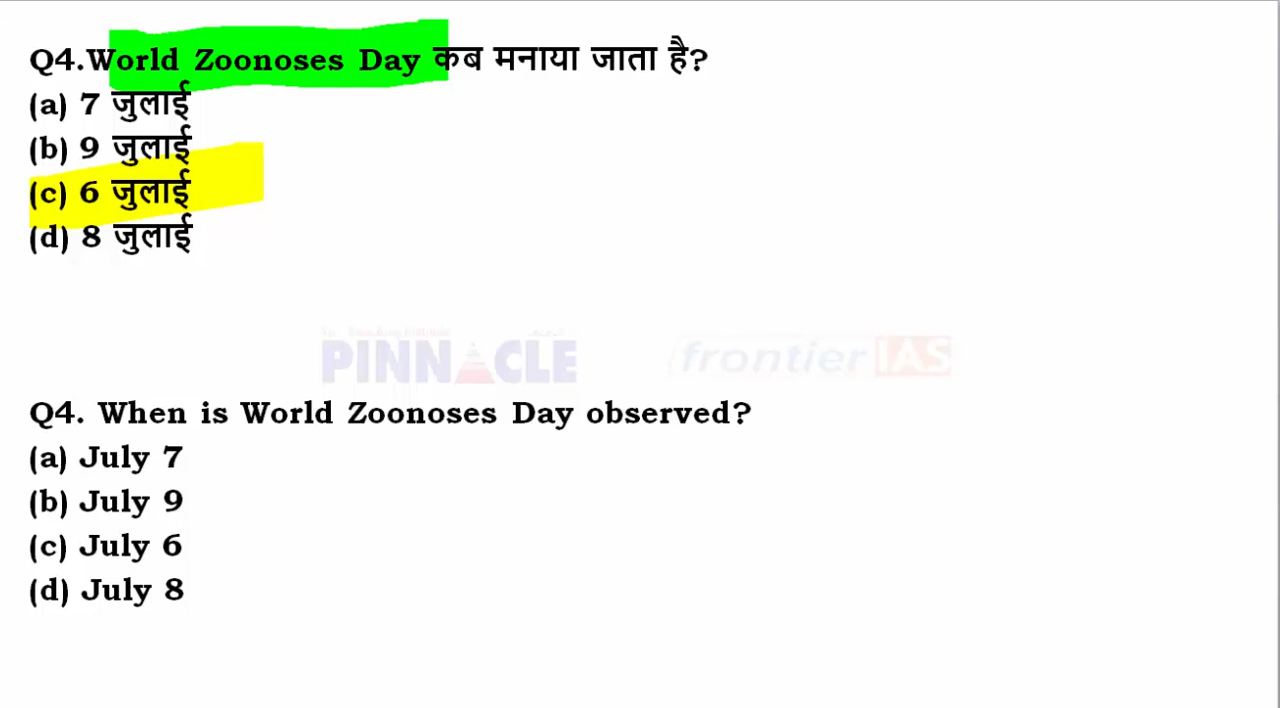 Q4.World Zoonoses Day कब मनाया जाता है?
(a) 7 जुलाई
(b) 9 जुलाई
(c) 6 जुलाई
(d) 8 जुलाई
PINNACLE frontier IAS
Q4. When is World Zoonoses Day observed?
(a) July 7
(b) July 9
(c) July 6
(d) July 8